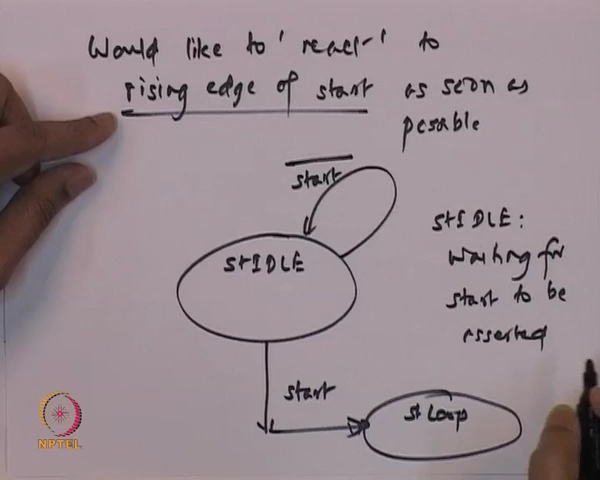 Would like to 'react' to
rising edge of start as soon as
posable
start
stIDLE
stIDLE:
waiting for
start to be
asserted
start
stLoop
NPTEL